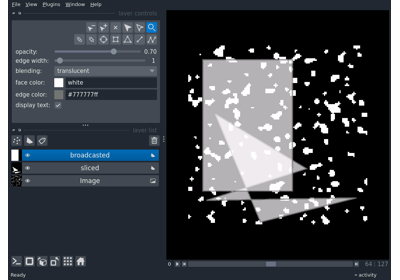 File View Plugins Window Help
layer controls
opacity: 0.70
edge width: 1
blending: translucent
face color: white
edge color: #777777ff
display text:
layer list
broadcasted
sliced
Image
64 127
Ready activity